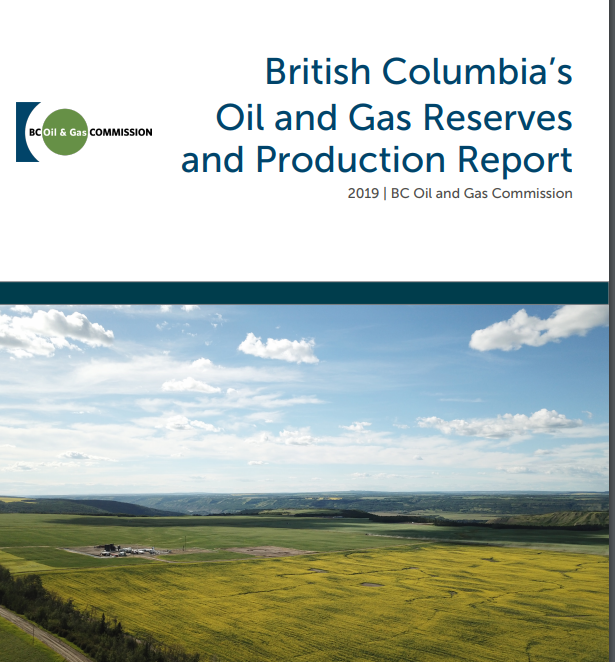 British Columbia's
Oil and Gas Reserves
and Production Report
BC Oil & Gas COMMISSION
2019 | BC Oil and Gas Commission